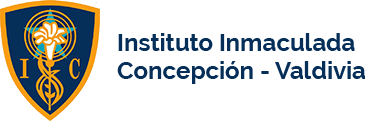 I C
Instituto Inmaculada
Concepción - Valdivia